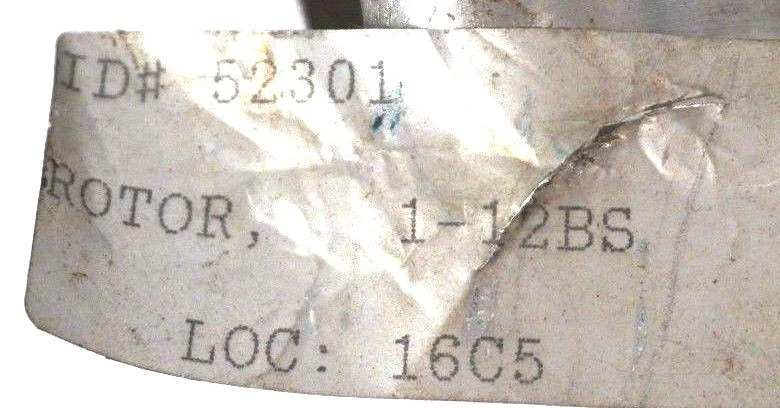 ID# 52301
ROTOR, 1-12BS
LOC: 16C5